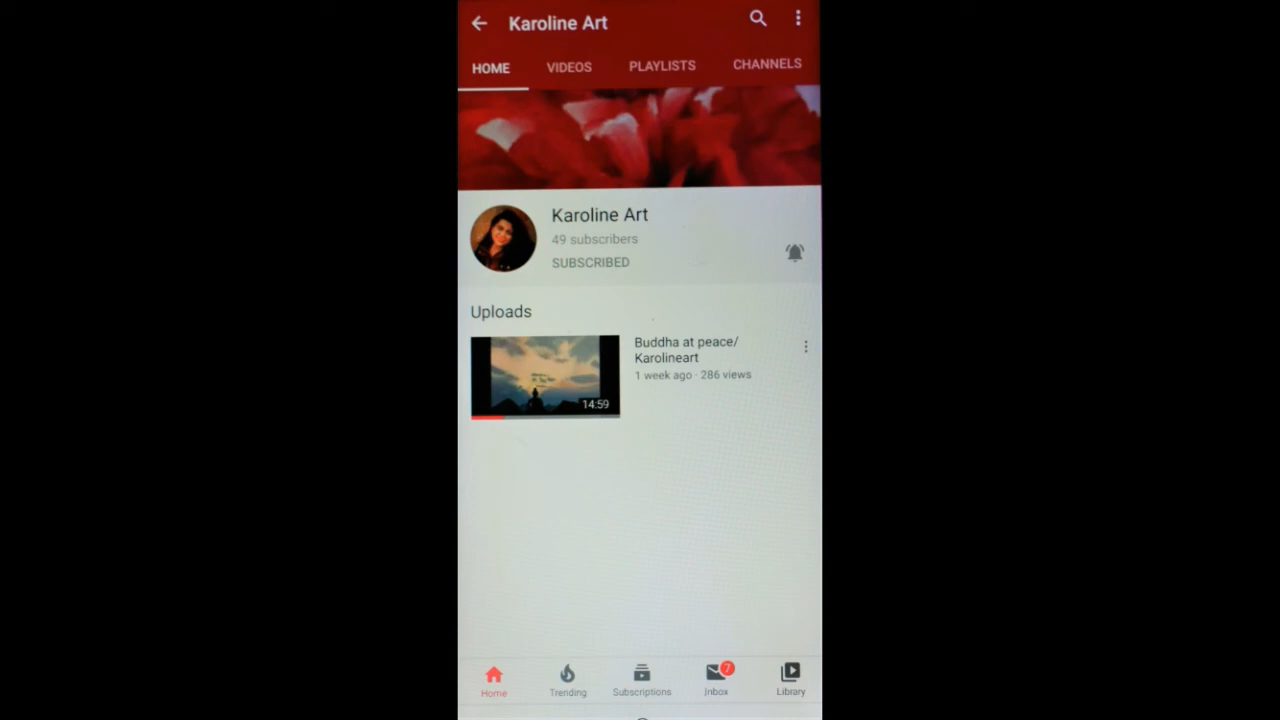 Karoline Art
HOME VIDEOS PLAYLISTS CHANNELS
Karoline Art
49 subscribers
SUBSCRIBED
Uploads
Buddha at peace/
Karolineart
1 week ago · 286 views
14:59
Home Trending Subscriptions Inbox 7 Library